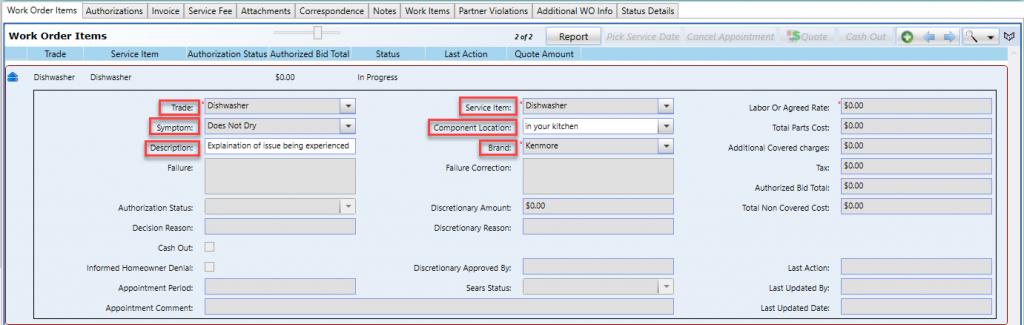 Work Order Items Authorizations Invoice Service Fee Attachments Correspondence Notes Work Items Partner Violations Additional WO Info Status Details
Work Order Items 2 of 2 Report Pick Service Date Cancel Appointment $Quote Cash Out
Trade Service Item Authorization Status Authorized Bid Total Status Last Action Quote Amount
Dishwasher Dishwasher $0.00 In Progress
Trade: * Dishwasher Service Item: * Dishwasher Labor Or Agreed Rate: * $0.00
Symptom: Does Not Dry Component Location: in your kitchen Total Parts Cost: $0.00
Description: Explaination of issue being experienced Brand: * Kenmore Additional Covered charges: $0.00
Failure: Failure Correction: Tax: $0.00
Authorized Bid Total: $0.00
Authorization Status: Discretionary Amount: $0.00 Total Non Covered Cost: $0.00
Decision Reason: Discretionary Reason:
Cash Out:
Informed Homeowner Denial: Discretionary Approved By: Last Action:
Appointment Period: Sears Status: Last Updated By:
Appointment Comment: Last Updated Date: